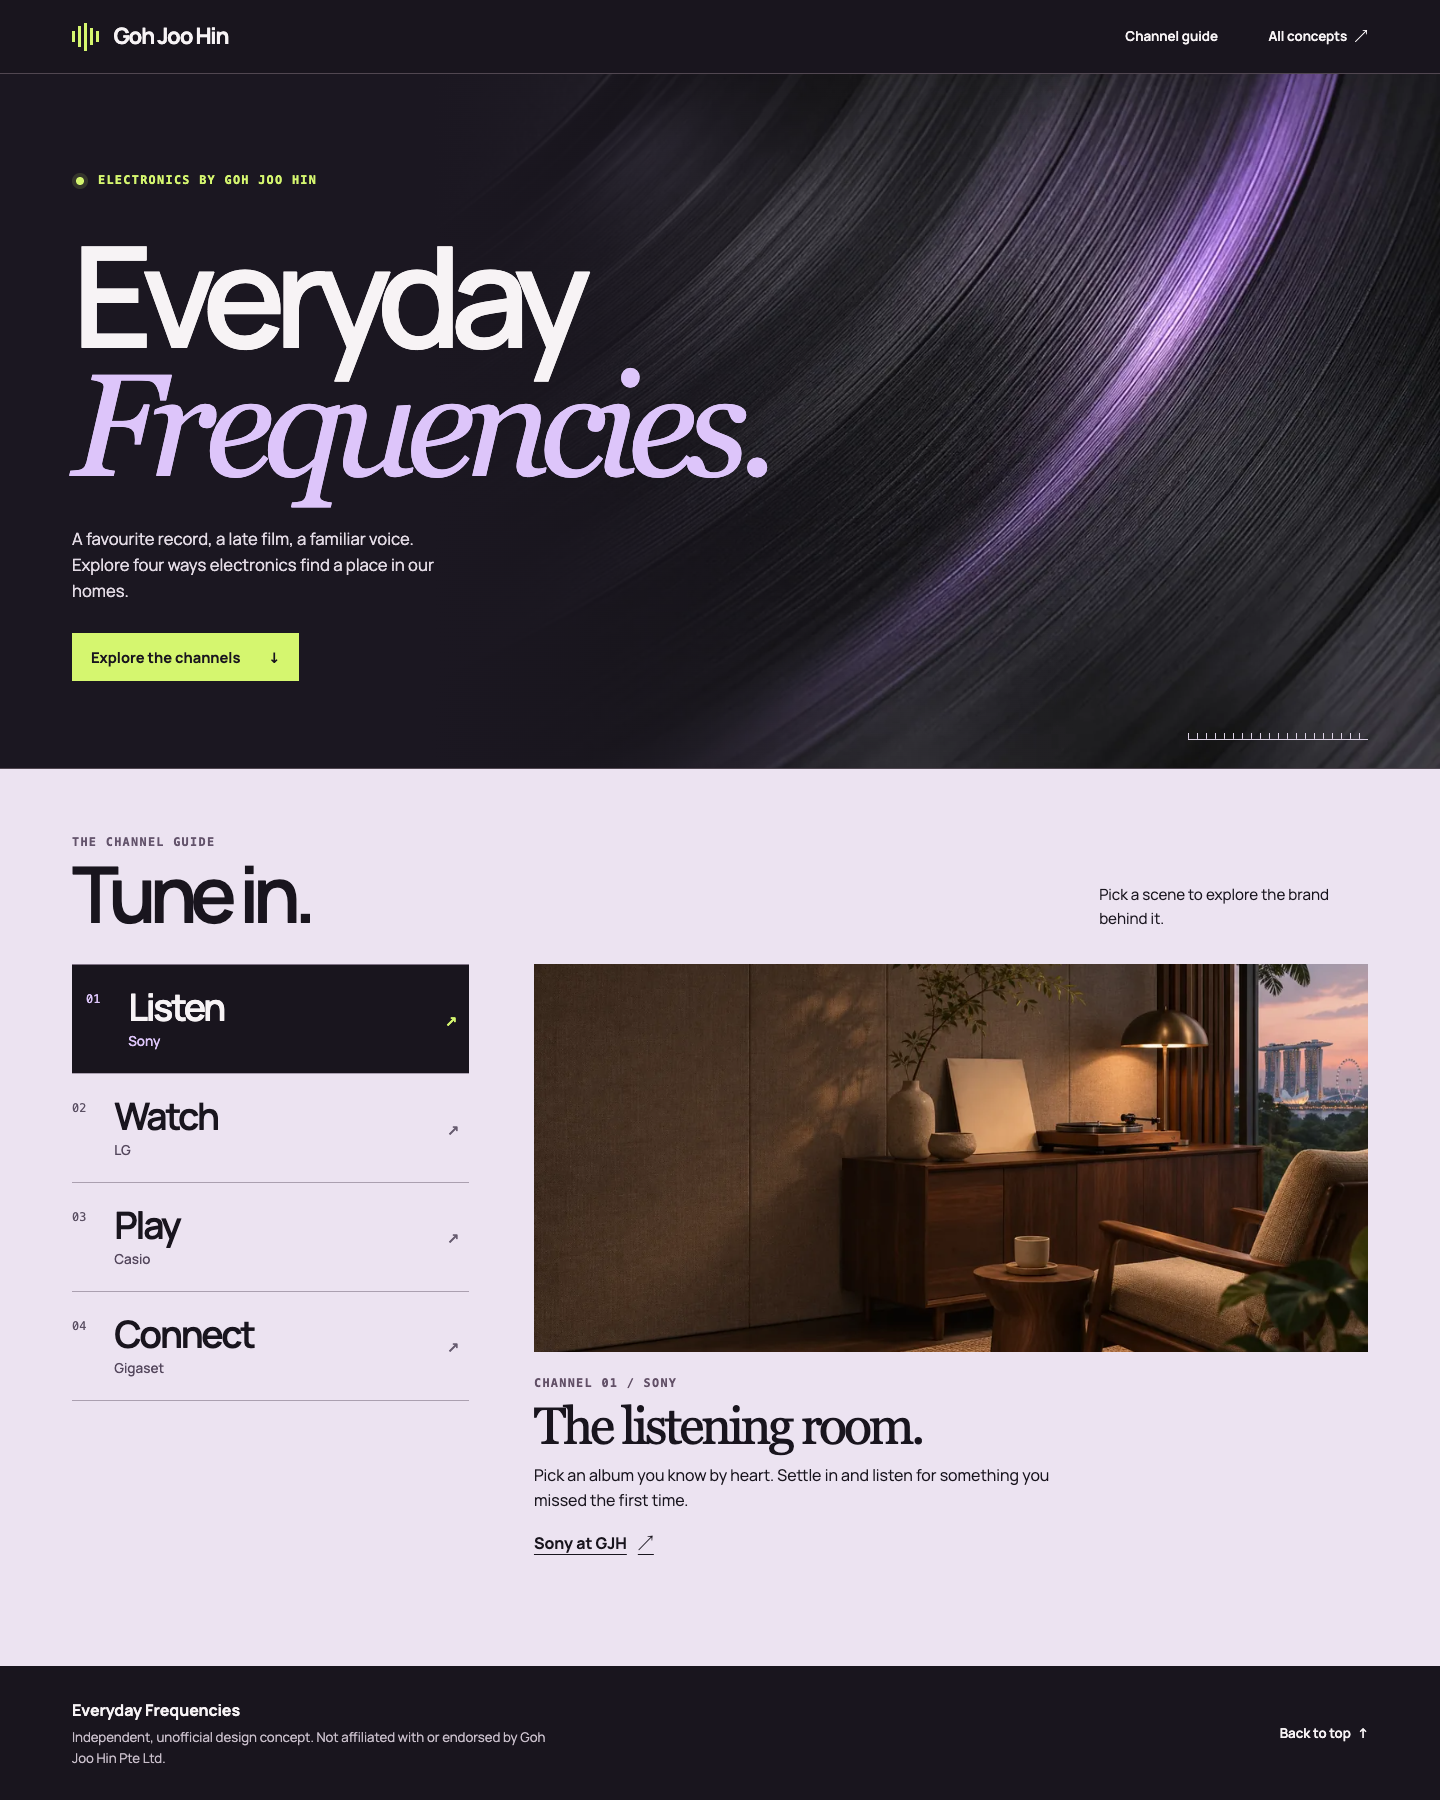 Goh Joo Hin
Channel guide
All concepts ↗
ELECTRONICS BY GOH JOO HIN
Everyday
Frequencies.
A favourite record, a late film, a familiar voice.
Explore four ways electronics find a place in our
homes.
Explore the channels ↓
THE CHANNEL GUIDE
Tune in.
Pick a scene to explore the brand
behind it.
01
Listen
Sony
↗
02
Watch
LG
↗
03
Play
Casio
↗
04
Connect
Gigaset
↗
CHANNEL 01 / SONY
The listening room.
Pick an album you know by heart. Settle in and listen for something you
missed the first time.
Sony at GJH ↗
Everyday Frequencies
Independent, unofficial design concept. Not affiliated with or endorsed by Goh
Joo Hin Pte Ltd.
Back to top ↑